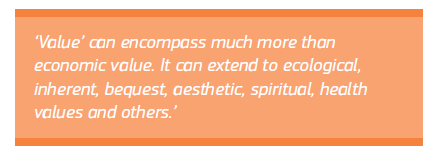 ‘Value’ can encompass much more than
economic value. It can extend to ecological,
inherent, bequest, aesthetic, spiritual, health
values and others.’